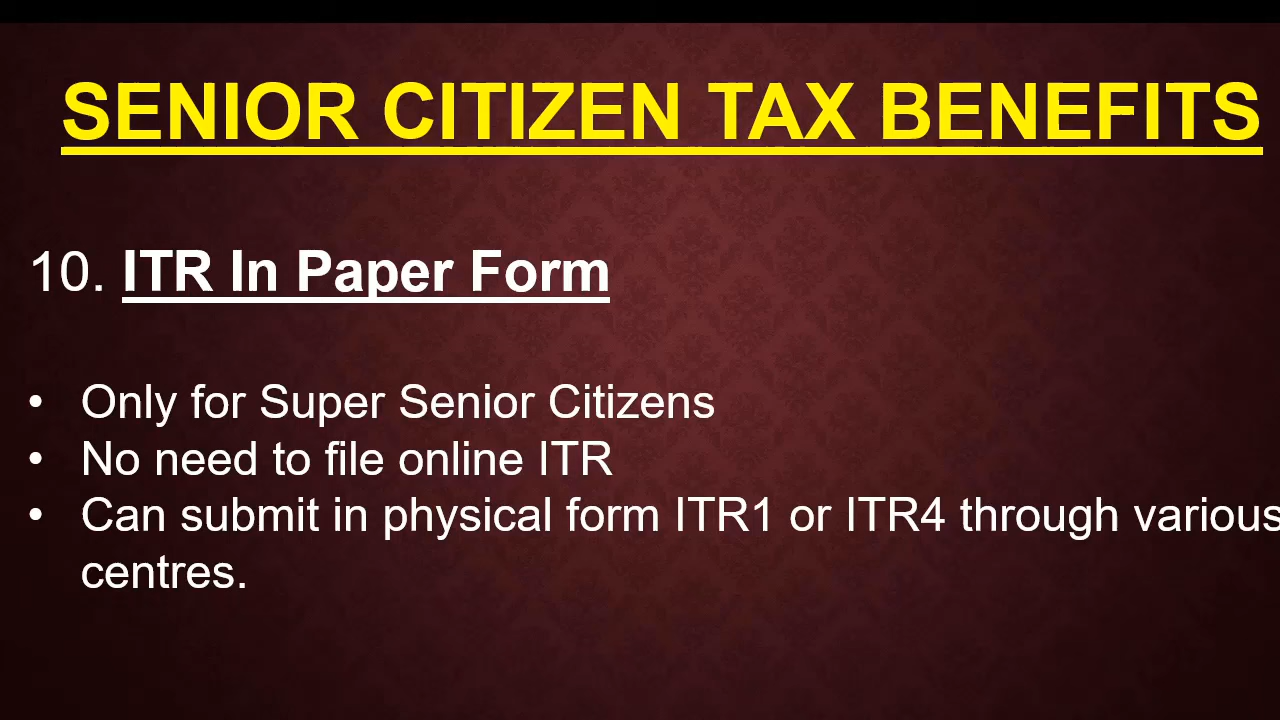 SENIOR CITIZEN TAX BENEFITS
10. ITR In Paper Form
• Only for Super Senior Citizens
• No need to file online ITR
• Can submit in physical form ITR1 or ITR4 through various
centres.